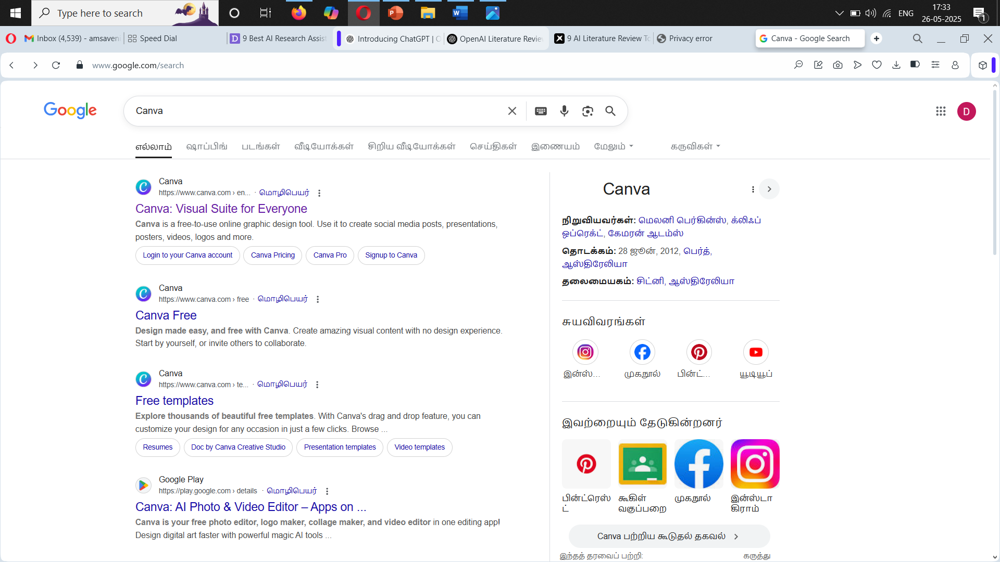 Type here to search
ENG
17:33
26-05-2025
1
Inbox (4,539) - amsaveni
Speed Dial
9 Best AI Research Assist
Introducing ChatGPT | O
OpenAI Literature Review
9 AI Literature Review To
Privacy error
Canva - Google Search
www.google.com/search
Google
Canva
D
எல்லாம் ஷாப்பிங் படங்கள் வீடியோக்கள் சிறிய வீடியோக்கள் செய்திகள் இணையம் மேலும் கருவிகள்
Canva
https://www.canva.com › en... · மொழிபெயர்
Canva: Visual Suite for Everyone
Canva is a free-to-use online graphic design tool. Use it to create social media posts, presentations,
posters, videos, logos and more.
Login to your Canva account Canva Pricing Canva Pro Signup to Canva
Canva
https://www.canva.com › free · மொழிபெயர்
Canva Free
Design made easy, and free with Canva. Create amazing visual content with no design experience.
Start by yourself, or invite others to collaborate.
Canva
https://www.canva.com › te... · மொழிபெயர்
Free templates
Explore thousands of beautiful free templates. With Canva's drag and drop feature, you can
customize your design for any occasion in just a few clicks. Browse ...
Resumes Doc by Canva Creative Studio Presentation templates Video templates
Google Play
https://play.google.com › details · மொழிபெயர்
Canva: AI Photo & Video Editor – Apps on ...
Canva is your free photo editor, logo maker, collage maker, and video editor in one editing app!
Design digital art faster with powerful magic AI tools ...
Canva
நிறுவியவர்கள்: மெலனி பெர்கின்ஸ், க்லிஃப்
ஒப்ரெக்ட், கேமரன் ஆடம்ஸ்
தொடக்கம்: 28 ஜூன், 2012, பெர்த்,
ஆஸ்திரேலியா
தலைமையகம்: சிட்னி, ஆஸ்திரேலியா
சுயவிவரங்கள்
இன்ஸ்... முகநூல் பின்ட்... யூடியூப்
இவற்றையும் தேடுகின்றனர்
பின்ட்ரெஸ்
ட்
கூகிள்
வகுப்பறை
முகநூல்
இன்ஸ்டா
கிராம்
Canva பற்றிய கூடுதல் தகவல்
இந்தத் தரவைப் பற்றி: கருத்து